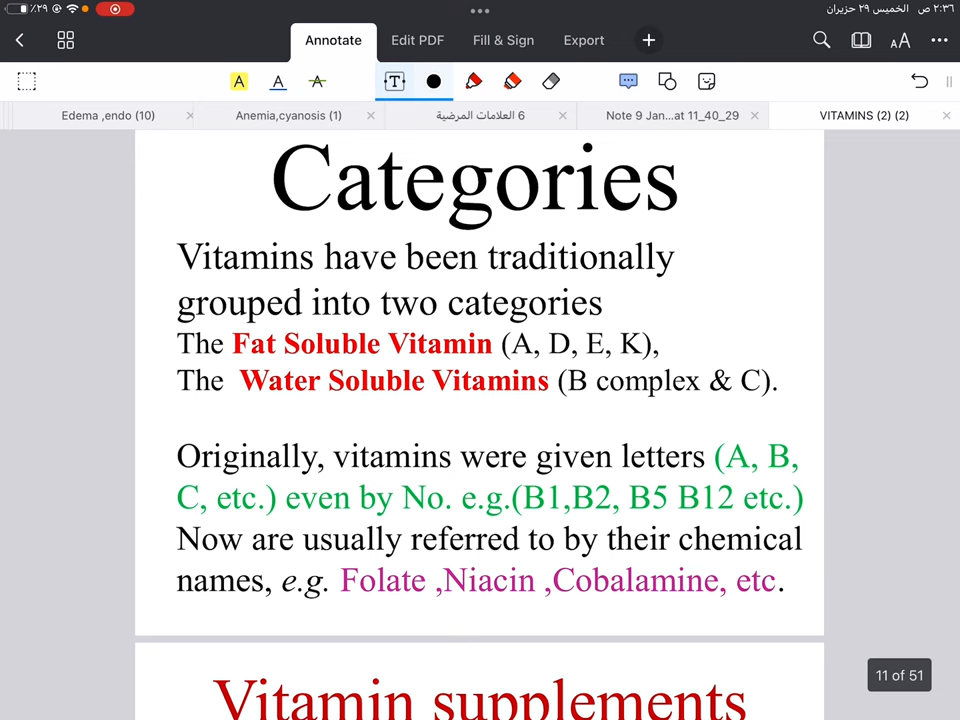 ٪٢٩
٢:٣٦ ص الخميس ٢٩ حزيران
Annotate Edit PDF Fill & Sign Export
AA
A A A T
Edema ,endo (10) Anemia,cyanosis (1) 6 العلامات المرضية Note 9 Jan...at 11_40_29 VITAMINS (2) (2)
Categories
Vitamins have been traditionally
grouped into two categories
The Fat Soluble Vitamin (A, D, E, K),
The Water Soluble Vitamins (B complex & C).
Originally, vitamins were given letters (A, B,
C, etc.) even by No. e.g.(B1,B2, B5 B12 etc.)
Now are usually referred to by their chemical
names, e.g. Folate ,Niacin ,Cobalamine, etc.
11 of 51
Vitamin supplements